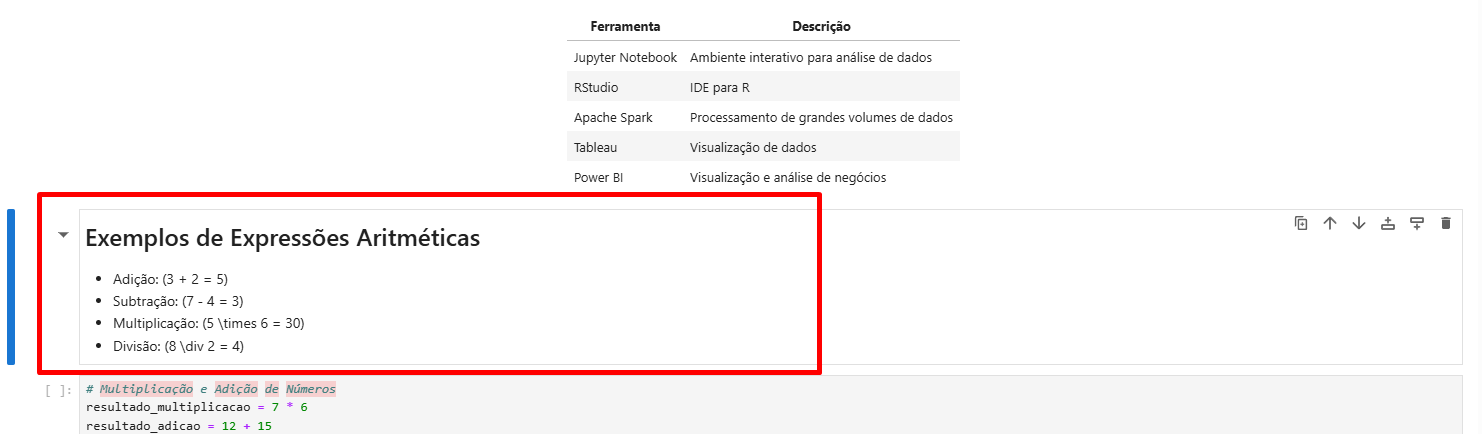 Ferramenta Descrição
Jupyter Notebook Ambiente interativo para análise de dados
RStudio IDE para R
Apache Spark Processamento de grandes volumes de dados
Tableau Visualização de dados
Power BI Visualização e análise de negócios
Exemplos de Expressões Aritméticas
• Adição: (3 + 2 = 5)
• Subtração: (7 - 4 = 3)
• Multiplicação: (5 \times 6 = 30)
• Divisão: (8 \div 2 = 4)
[ ]: # Multiplicação e Adição de Números
resultado_multiplicacao = 7 * 6
resultado_adicao = 12 + 15